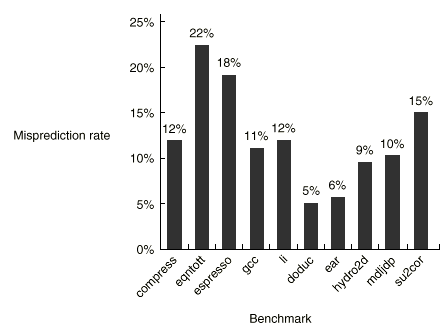 25%
22%
20%
18%
15%
15%
Misprediction rate
12%
11%
12%
10%
9%
10%
5%
5%
6%
0%
compress
eqntott
espresso
gcc
li
doduc
ear
hydro2d
mdljdp
su2cor
Benchmark